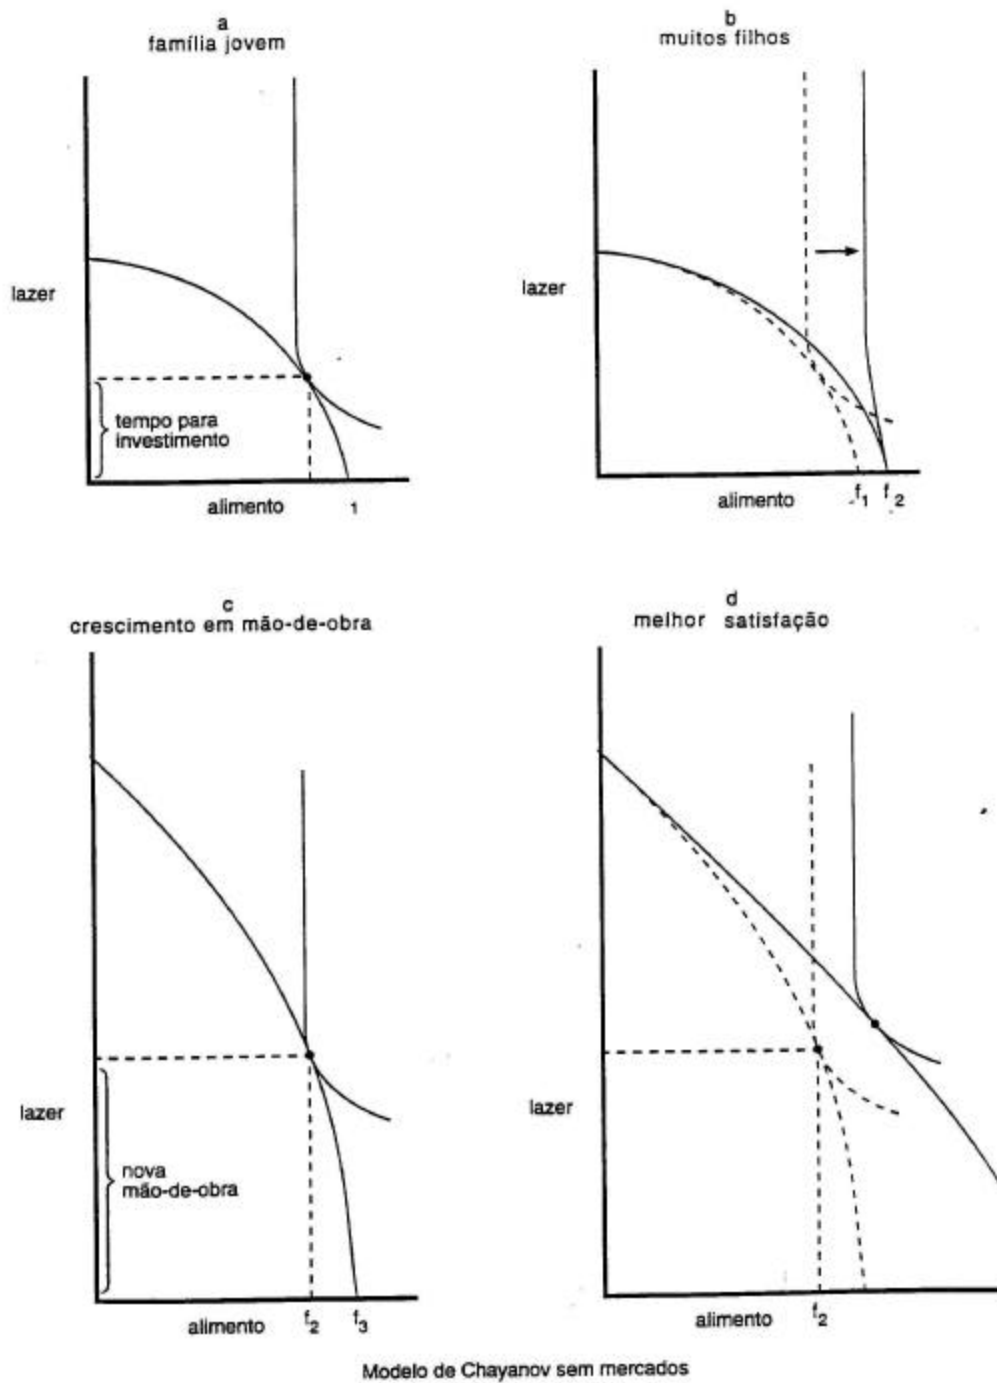 a
família jovem
lazer
tempo para
investimento
alimento 1
b
muitos filhos
lazer
alimento f1 f2
c
crescimento em mão-de-obra
lazer
nova
mão-de-obra
alimento f2 f3
d
melhor satisfação
lazer
alimento f2
Modelo de Chayanov sem mercados